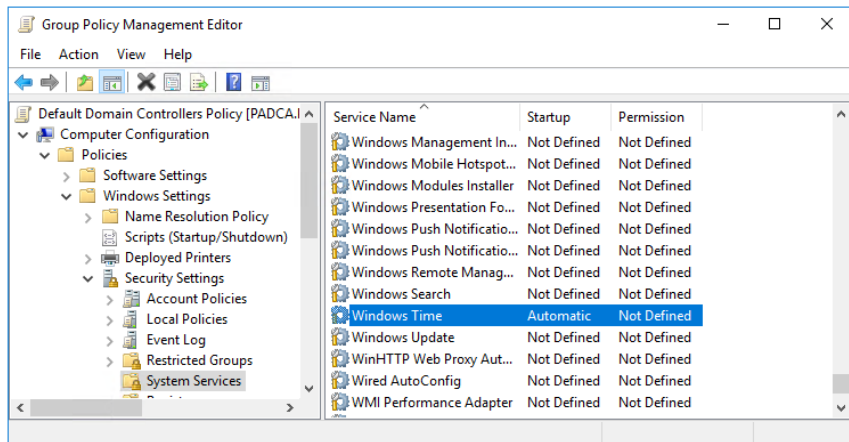 Group Policy Management Editor
File Action View Help
Default Domain Controllers Policy [PADCA.
Computer Configuration
Policies
Software Settings
Windows Settings
Name Resolution Policy
Scripts (Startup/Shutdown)
Deployed Printers
Security Settings
Account Policies
Local Policies
Event Log
Restricted Groups
System Services
Service Name Startup Permission
Windows Management In... Not Defined Not Defined
Windows Mobile Hotspot... Not Defined Not Defined
Windows Modules Installer Not Defined Not Defined
Windows Presentation Fo... Not Defined Not Defined
Windows Push Notificatio... Not Defined Not Defined
Windows Push Notificatio... Not Defined Not Defined
Windows Remote Manag... Not Defined Not Defined
Windows Search Not Defined Not Defined
Windows Time Automatic Not Defined
Windows Update Not Defined Not Defined
WinHTTP Web Proxy Aut... Not Defined Not Defined
Wired AutoConfig Not Defined Not Defined
WMI Performance Adapter Not Defined Not Defined